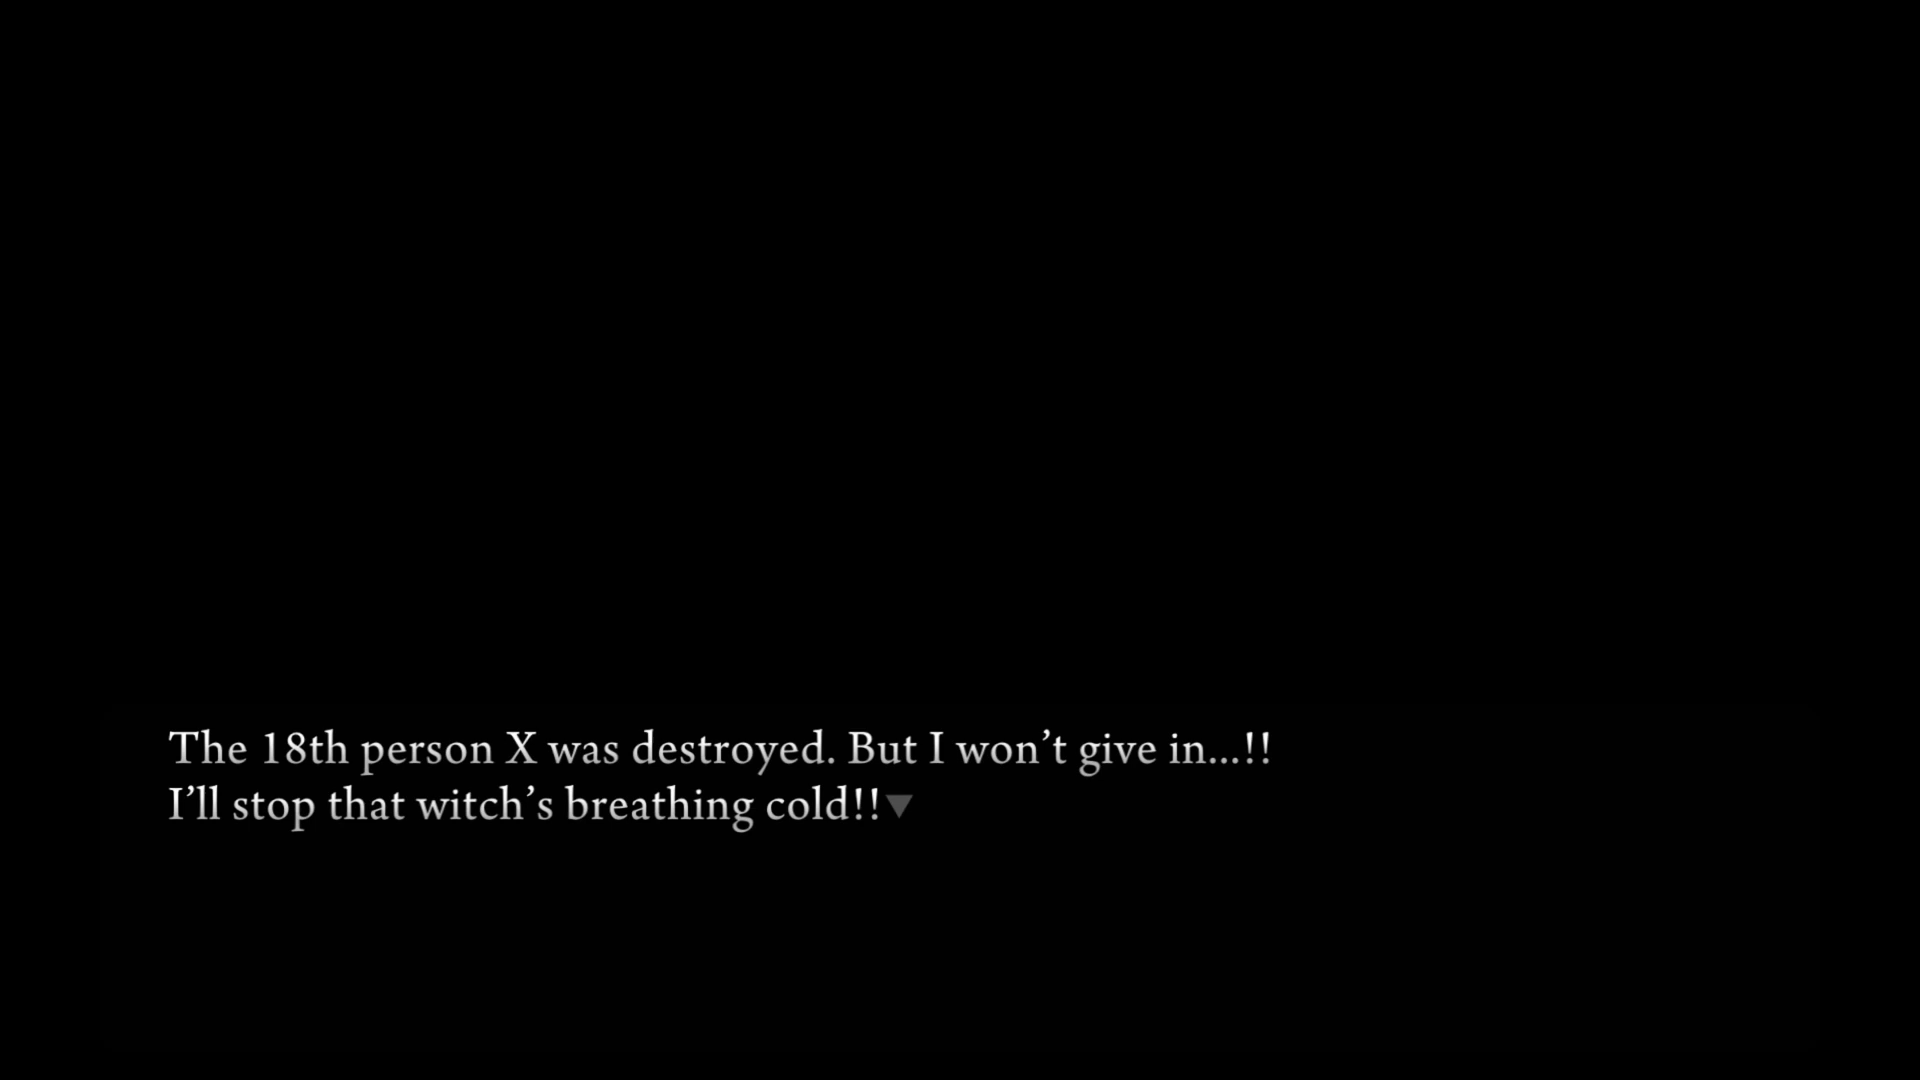 The 18th person X was destroyed. But I won’t give in...!!
I’ll stop that witch’s breathing cold!!